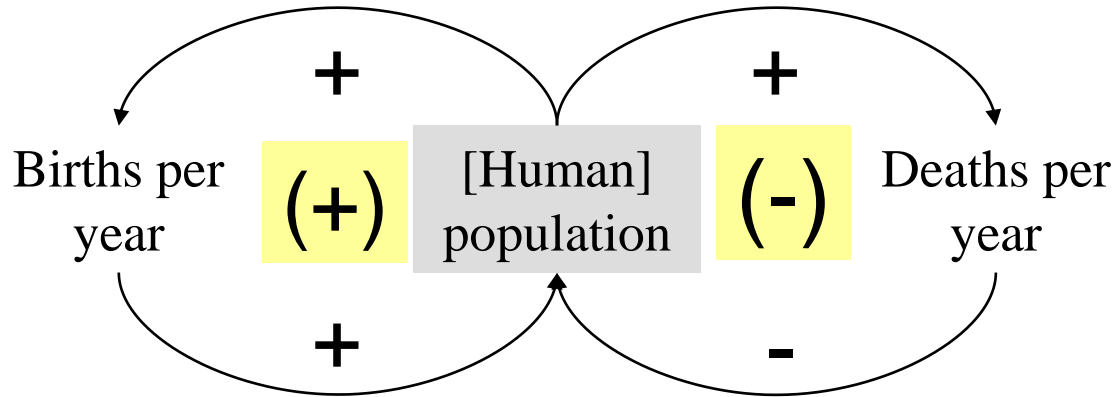 +
+
Births per
year
(+)
[Human]
population
(-)
Deaths per
year
+
-